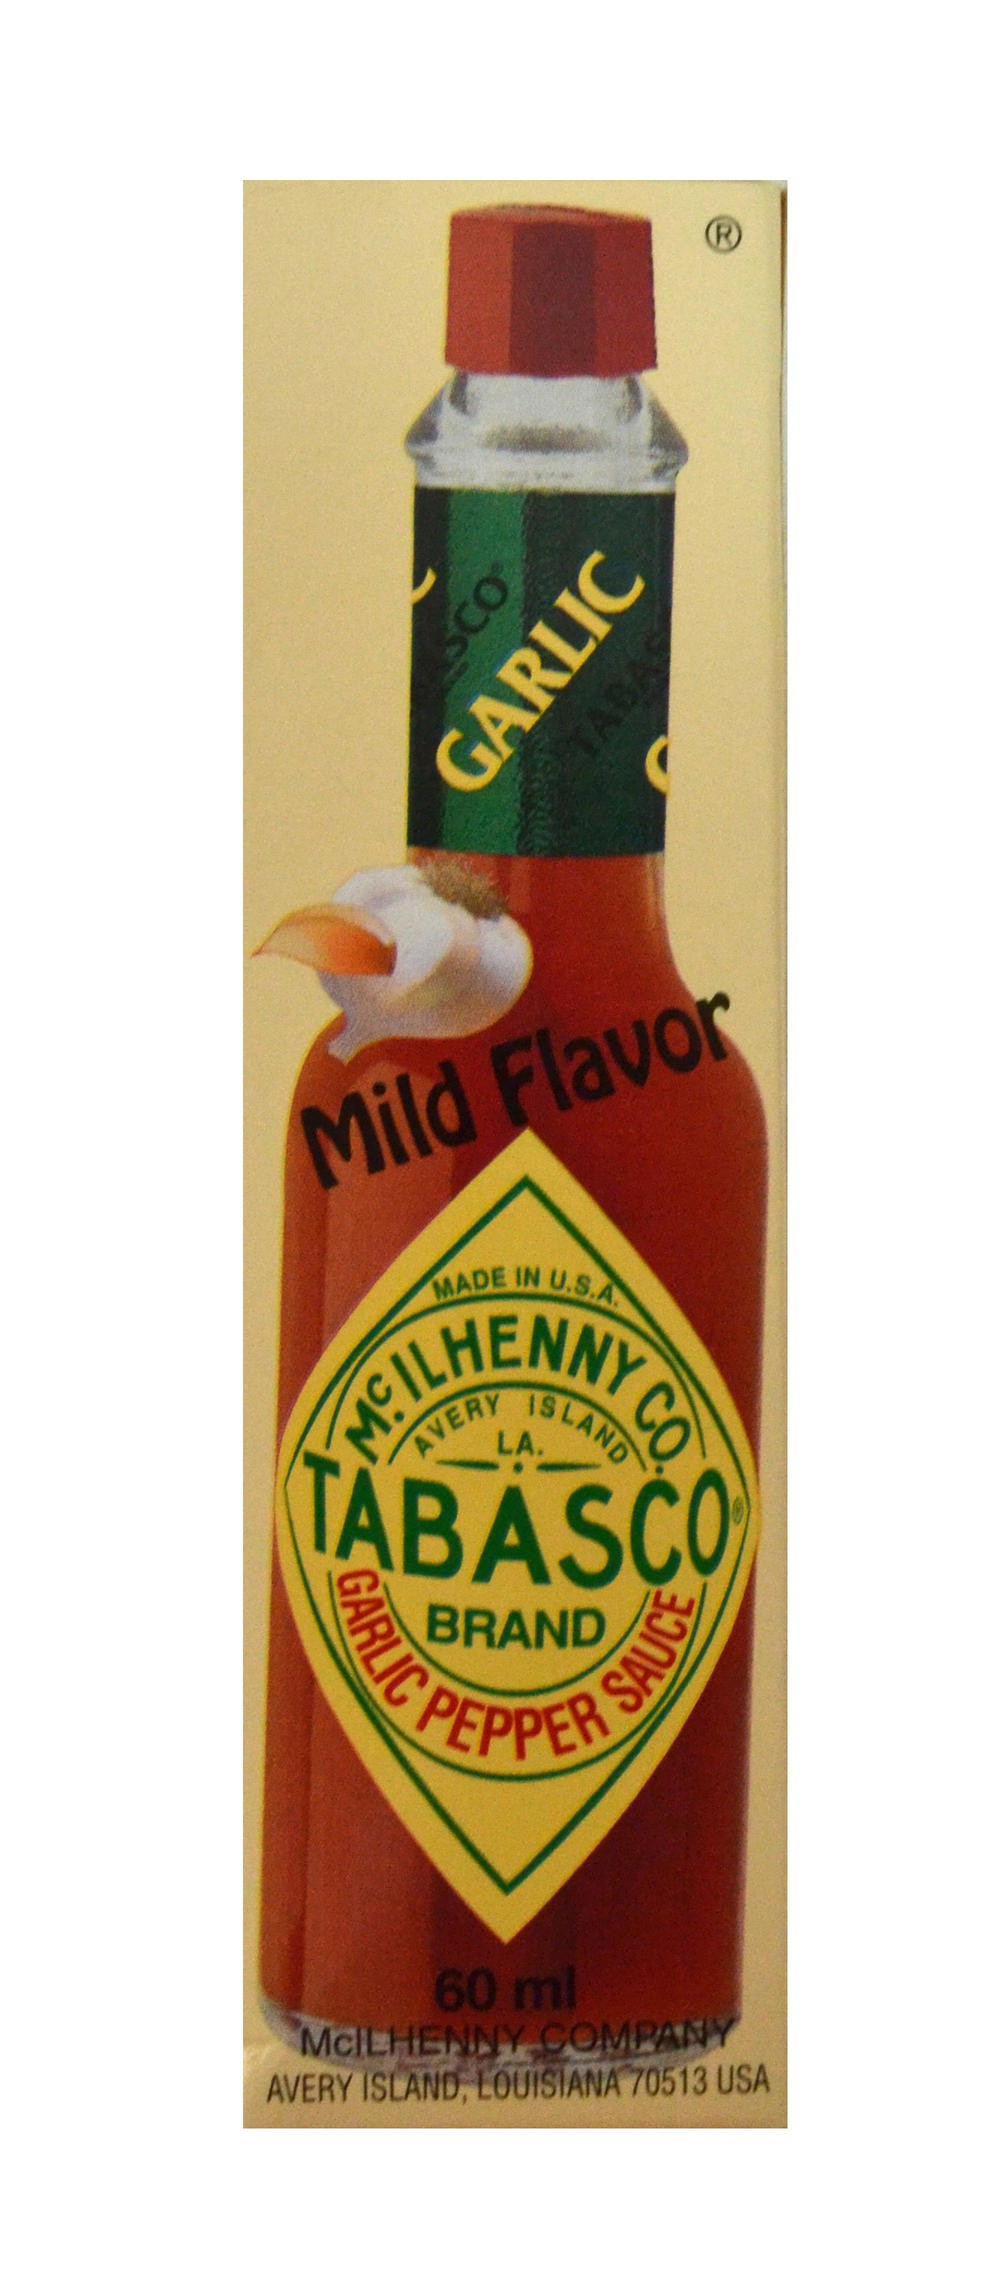 ®
GARLIC
TABASCO®
Mild Flavor
MADE IN U.S.A.
McILHENNY CO.
AVERY ISLAND
LA.
TABASCO®
BRAND
GARLIC PEPPER SAUCE
60 ml
McILHENNY COMPANY
AVERY ISLAND, LOUISIANA 70513 USA